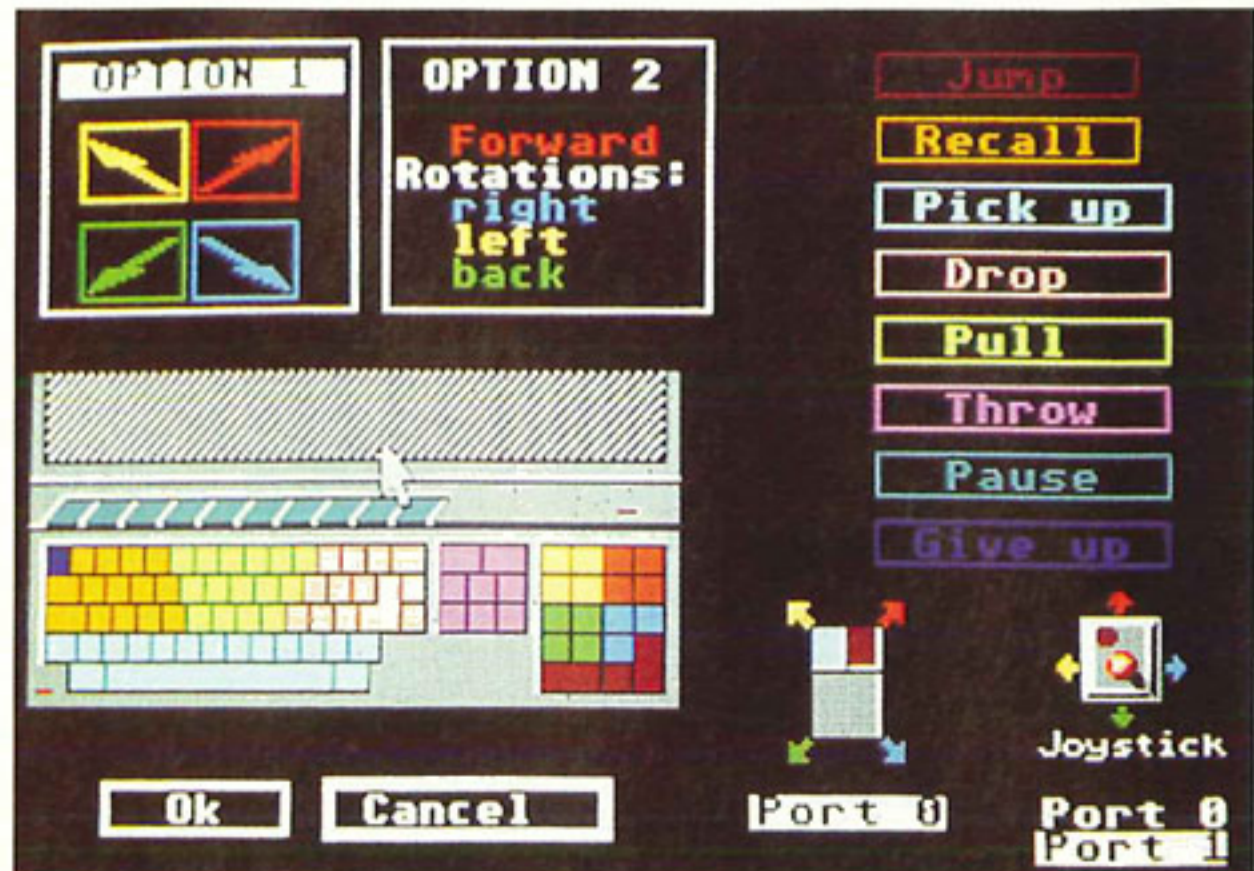 OPTION 1
OPTION 2
Forward
Rotations:
right
left
back
Jump
Recall
Pick up
Drop
Pull
Throw
Pause
Give up
Joystick
Ok
Cancel
Port 0
Port 0
Port 1